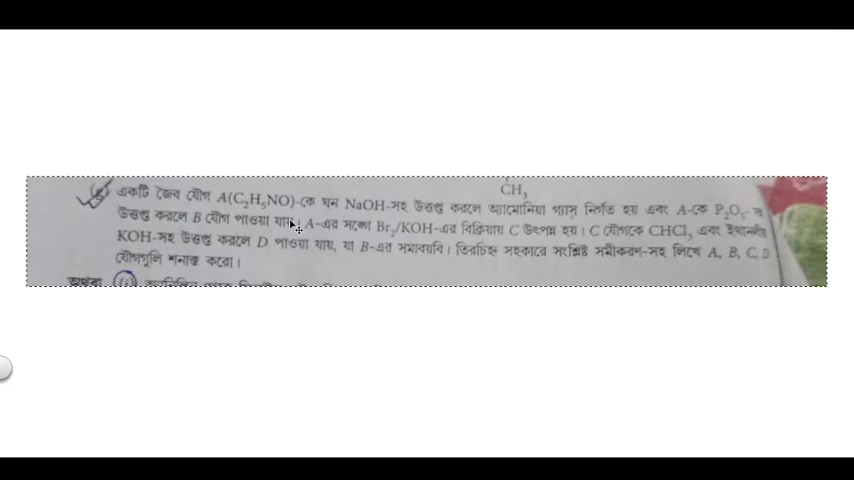 CH₃
একটি জৈব যৌগ A(C₂H₅NO)-কে ঘন NaOH-সহ উত্তপ্ত করলে অ্যামোনিয়া গ্যাস নির্গত হয় এবং A-কে P₂O₅-
উত্তপ্ত করলে B যৌগ পাওয়া যায়। A-এর সঙ্গে Br₂/KOH-এর বিক্রিয়ায় C উৎপন্ন হয়। C যৌগকে CHCl₃ এবং ইথানলীয়
KOH-সহ উত্তপ্ত করলে D পাওয়া যায়, যা B-এর সমাবয়বি। তিরচিহ্ন সহকারে সংশ্লিষ্ট সমীকরণ-সহ লিখে A, B, C, D
যৌগগুলি শনাক্ত করো।
অথবা (i)